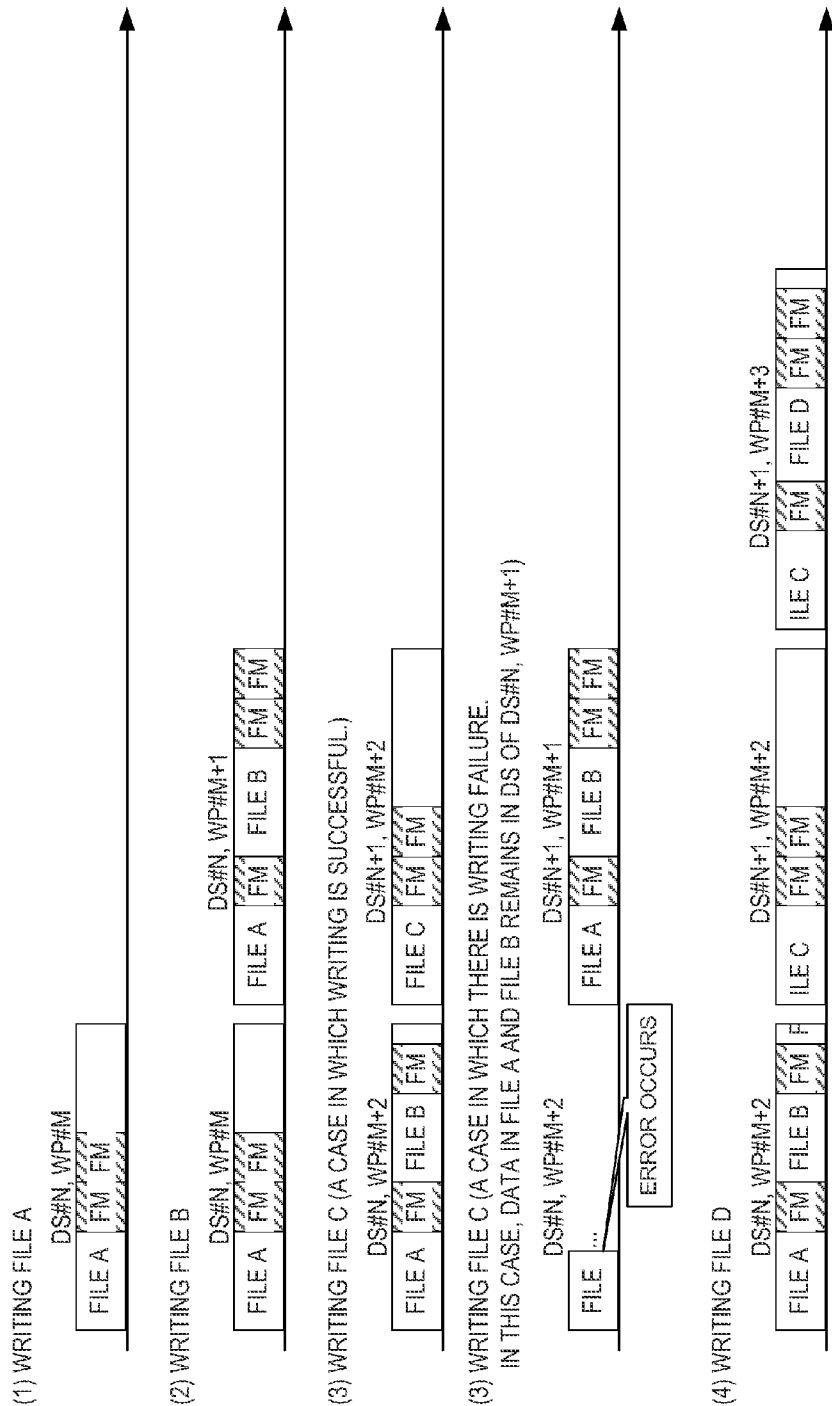 (1) WRITING FILE A
DS#N, WP#M
FILE A FM FM
(2) WRITING FILE B
DS#N, WP#M DS#N, WP#M+1
FILE A FM FM FILE A FM FILE B FM FM
(3) WRITING FILE C (A CASE IN WHICH WRITING IS SUCCESSFUL.)
DS#N, WP#M+2 DS#N+1, WP#M+2
FILE A FM FILE B FM FILE C FM FM
(3) WRITING FILE C (A CASE IN WHICH THERE IS WRITING FAILURE.
IN THIS CASE, DATA IN FILE A AND FILE B REMAINS IN DS OF DS#N, WP#M+1)
DS#N, WP#M+2 DS#N+1, WP#M+1
FILE ... FILE A FM FILE B FM FM
ERROR OCCURS
(4) WRITING FILE D
DS#N, WP#M+2 DS#N+1, WP#M+2 DS#N+1, WP#M+3
FILE A FM FILE B FM F ILE C FM FM ILE C FM FILE D FM FM